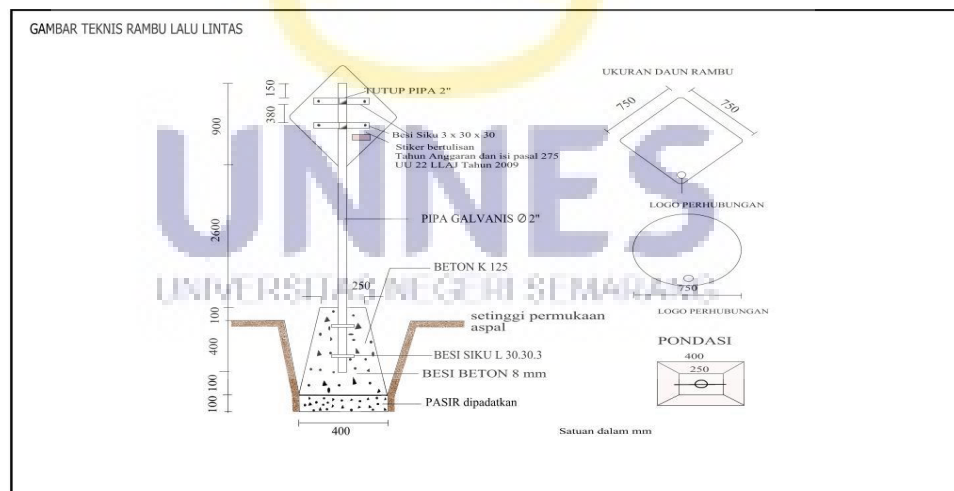 GAMBAR TEKNIS RAMBU LALU LINTAS
150
380
900
2600
100
400
100
100
TUTUP PIPA 2"
Besi Siku 3 x 30 x 30
Stiker bertulisan
Tahun Anggaran dan isi pasal 275
UU 22 LLAJ Tahun 2009
PIPA GALVANIS Ø 2"
BETON K 125
250
setinggi permukaan
aspal
BESI SIKU L 30.30.3
BESI BETON 8 mm
PASIR dipadatkan
400
UKURAN DAUN RAMBU
750
750
LOGO PERHUBUNGAN
750
LOGO PERHUBUNGAN
PONDASI
400
250
Satuan dalam mm
UNNES
UNIVERSITAS NEGERI SEMARANG